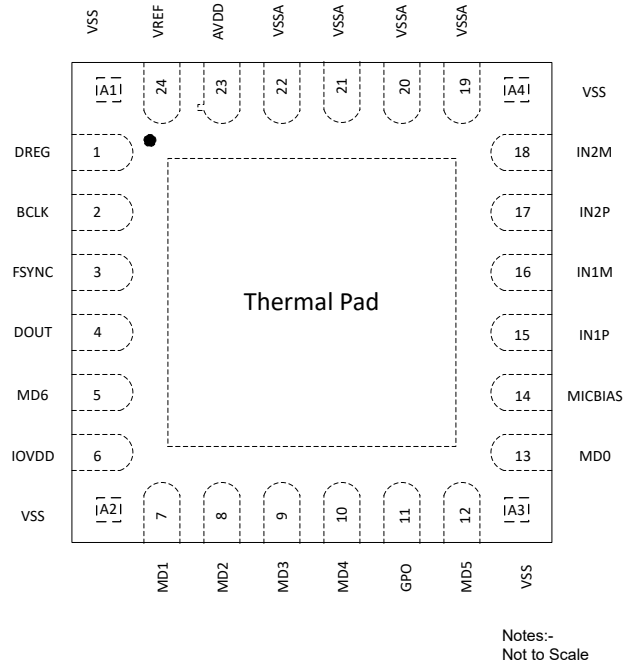 VSS VREF AVDD VSSA VSSA VSSA VSSA
A1 24 23 22 21 20 19 A4 VSS
DREG 1 18 IN2M
BCLK 2 17 IN2P
FSYNC 3 16 IN1M
Thermal Pad
DOUT 4 15 IN1P
MD6 5 14 MICBIAS
IOVDD 6 13 MD0
VSS A2 7 8 9 10 11 12 A3
MD1 MD2 MD3 MD4 GPO MD5 VSS
Notes:-
Not to Scale